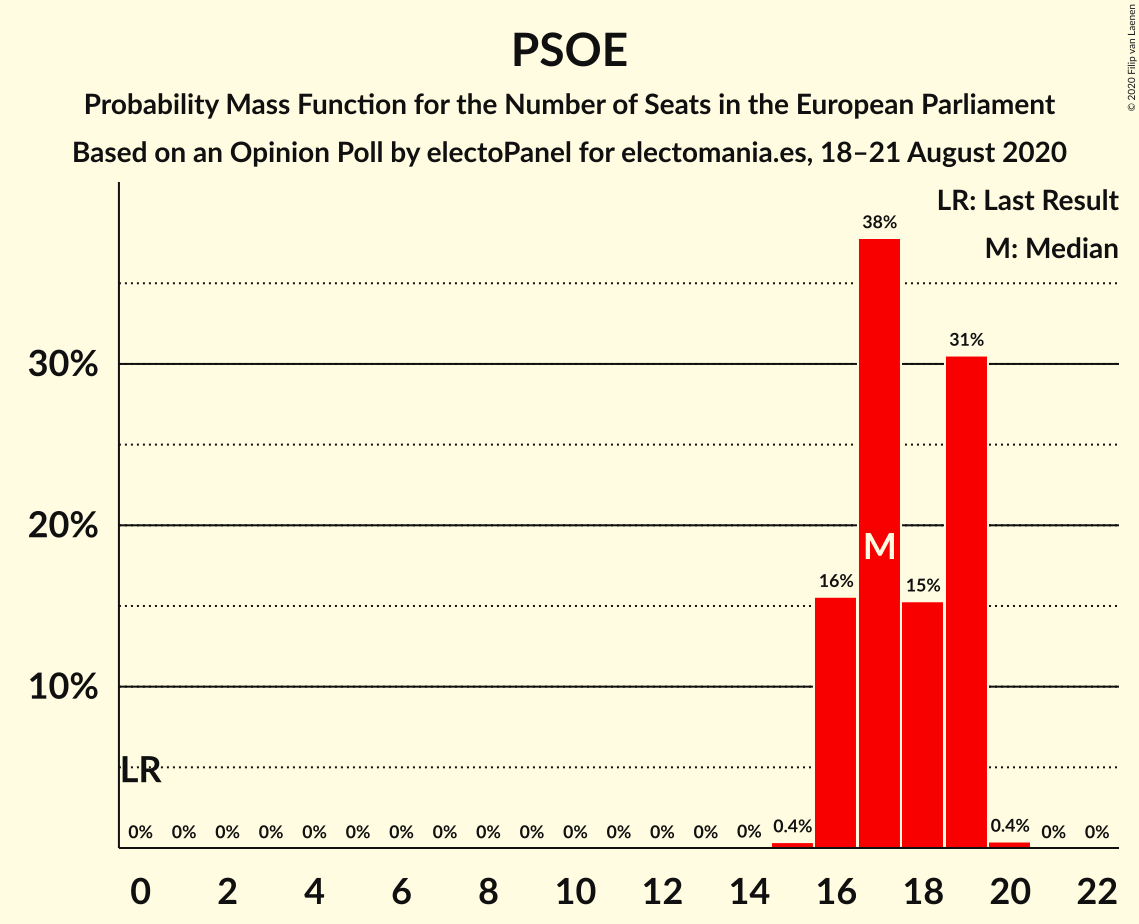 PSOE
Probability Mass Function for the Number of Seats in the European Parliament
Based on an Opinion Poll by electoPanel for electomania.es, 18–21 August 2020
© 2020 Filip van Laenen
LR: Last Result
M: Median
38%
31%
30%
20%
M
16%
15%
10%
LR
0% 0% 0% 0% 0% 0% 0% 0% 0% 0% 0% 0% 0% 0% 0% 0.4% 0.4% 0% 0%
0 2 4 6 8 10 12 14 16 18 20 22